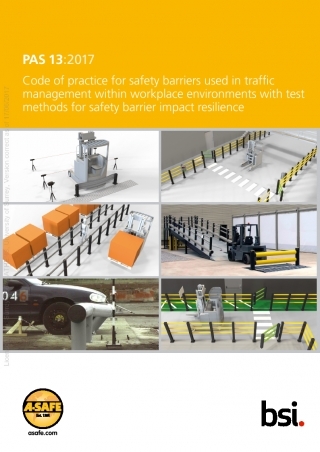 PAS 13:2017
Code of practice for safety barriers used in traffic
management within workplace environments with test
methods for safety barrier impact resilience
A-SAFE
asafe.com
bsi.